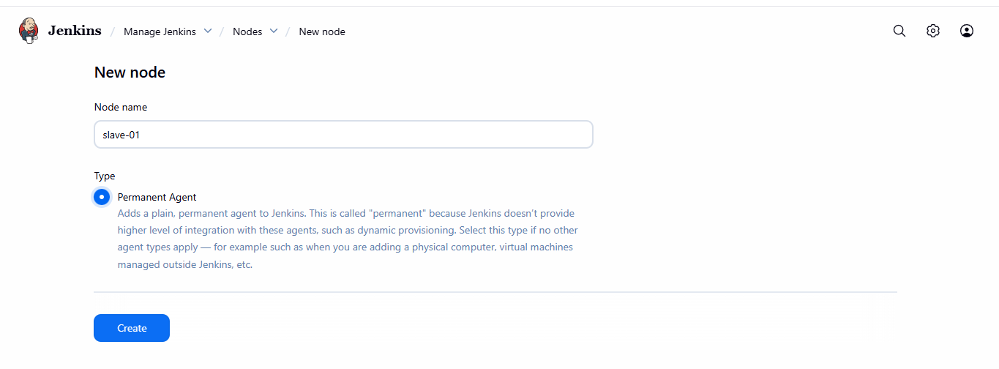 Jenkins / Manage Jenkins / Nodes / New node
New node
Node name
slave-01
Type
Permanent Agent
Adds a plain, permanent agent to Jenkins. This is called "permanent" because Jenkins doesn’t provide
higher level of integration with these agents, such as dynamic provisioning. Select this type if no other
agent types apply — for example such as when you are adding a physical computer, virtual machines
managed outside Jenkins, etc.
Create